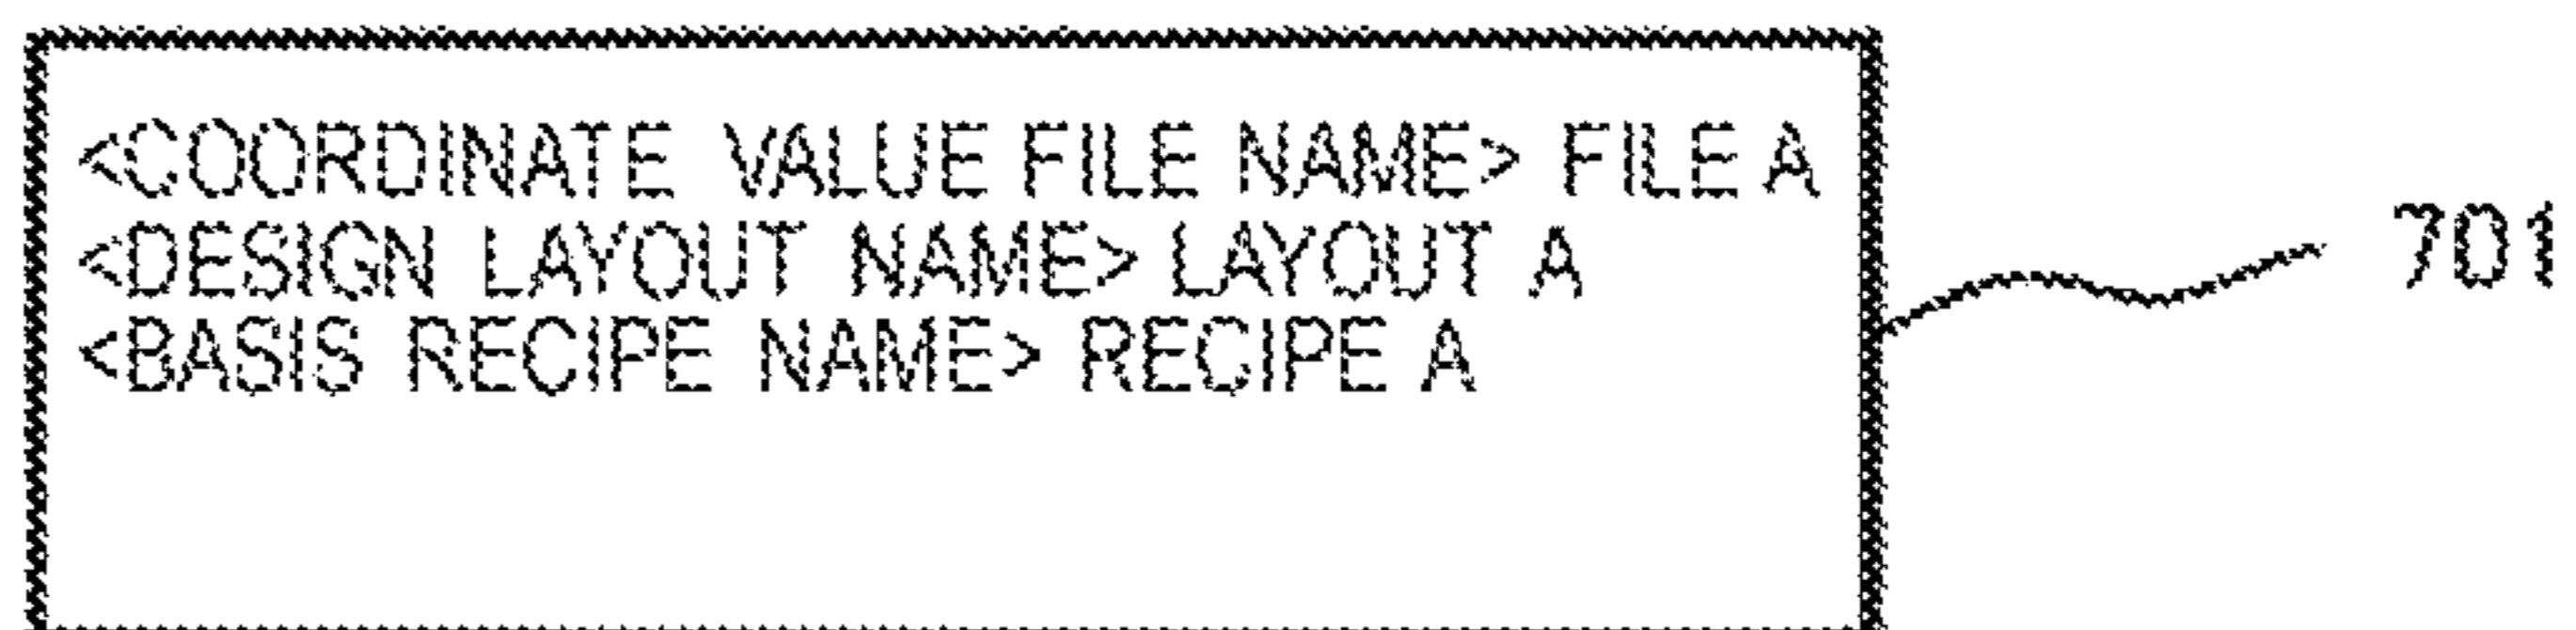 <COORDINATE VALUE FILE NAME> FILE A
<DESIGN LAYOUT NAME> LAYOUT A
<BASIS RECIPE NAME> RECIPE A
701